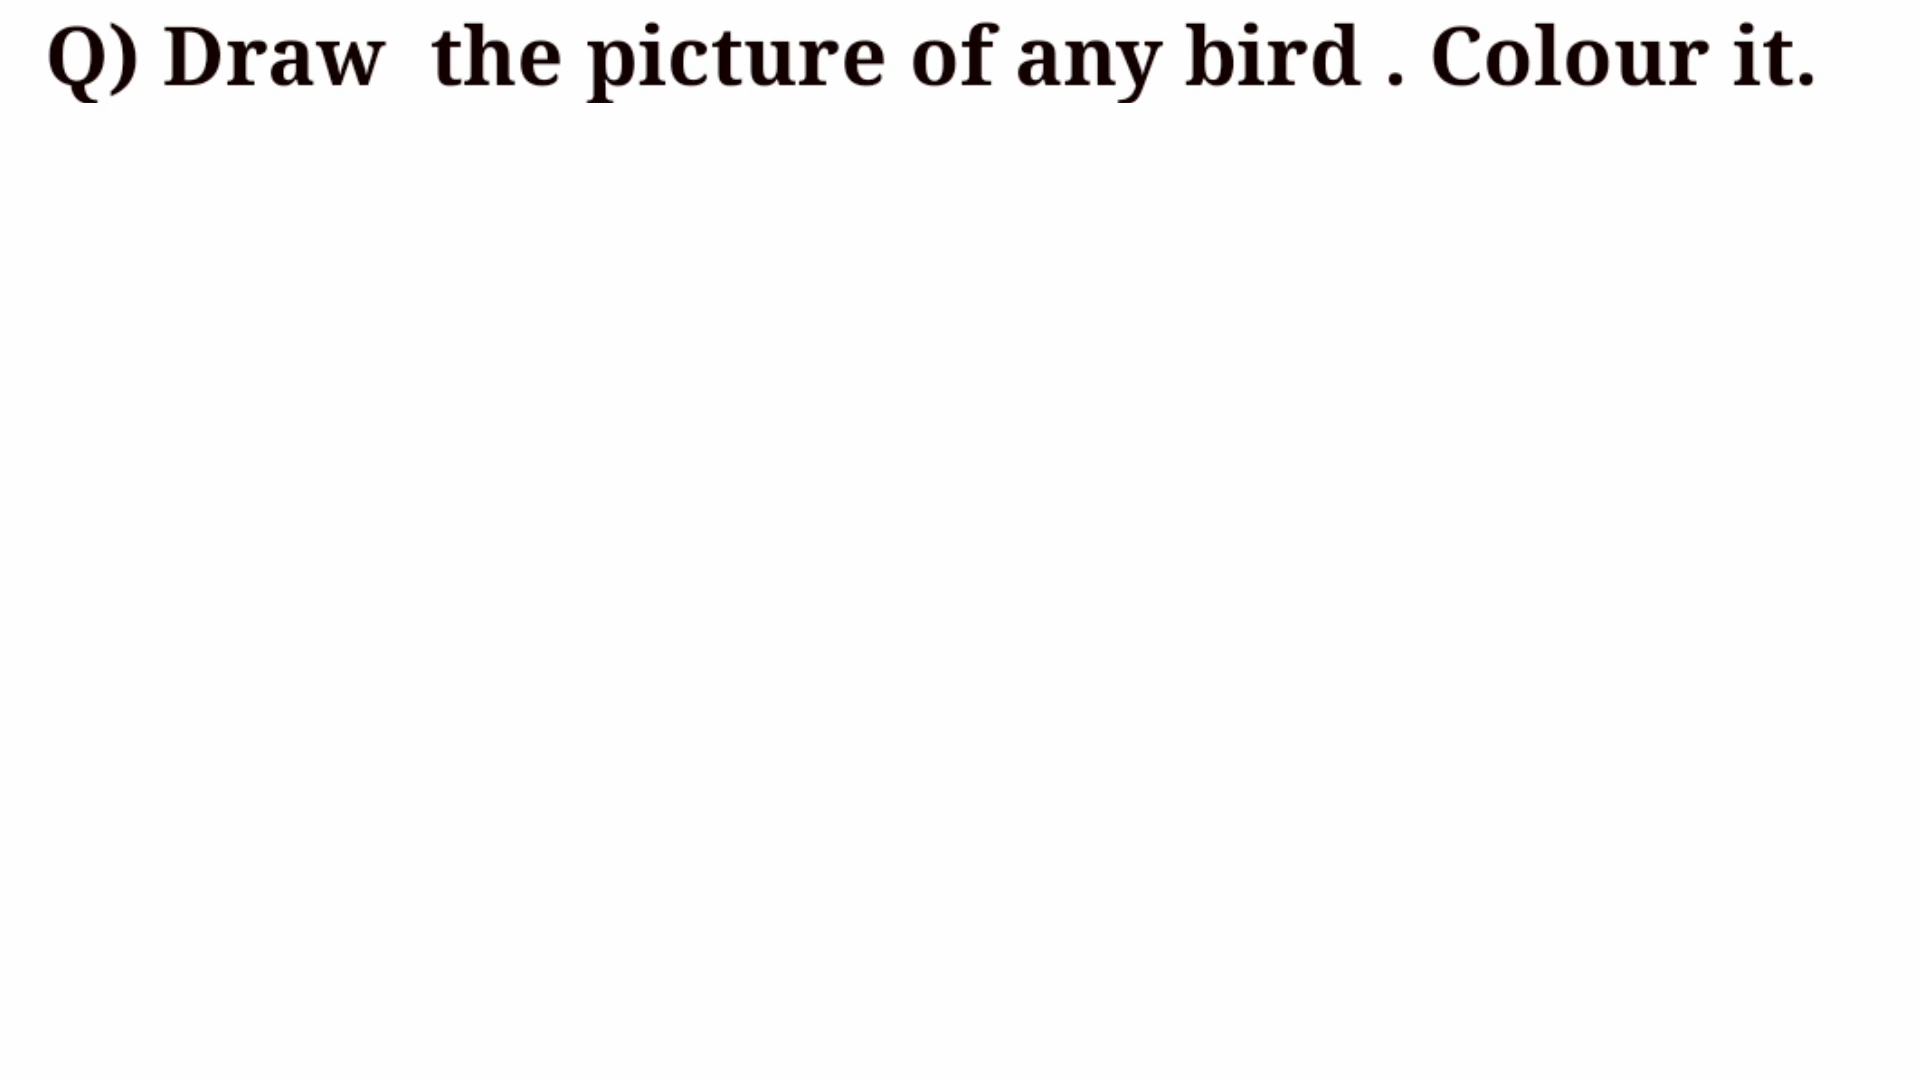 Q) Draw  the picture of any bird . Colour it.